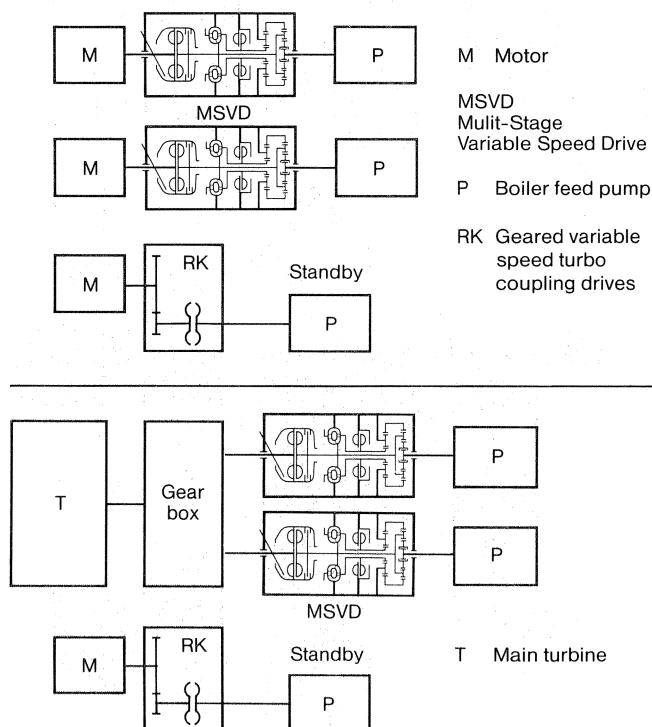 M P
MSVD
M P
RK
M
Standby
P
M Motor
MSVD
Mulit-Stage
Variable Speed Drive
P Boiler feed pump
RK Geared variable
speed turbo
coupling drives
T
Gear
box
P
P
MSVD
RK
M
Standby
P
T Main turbine